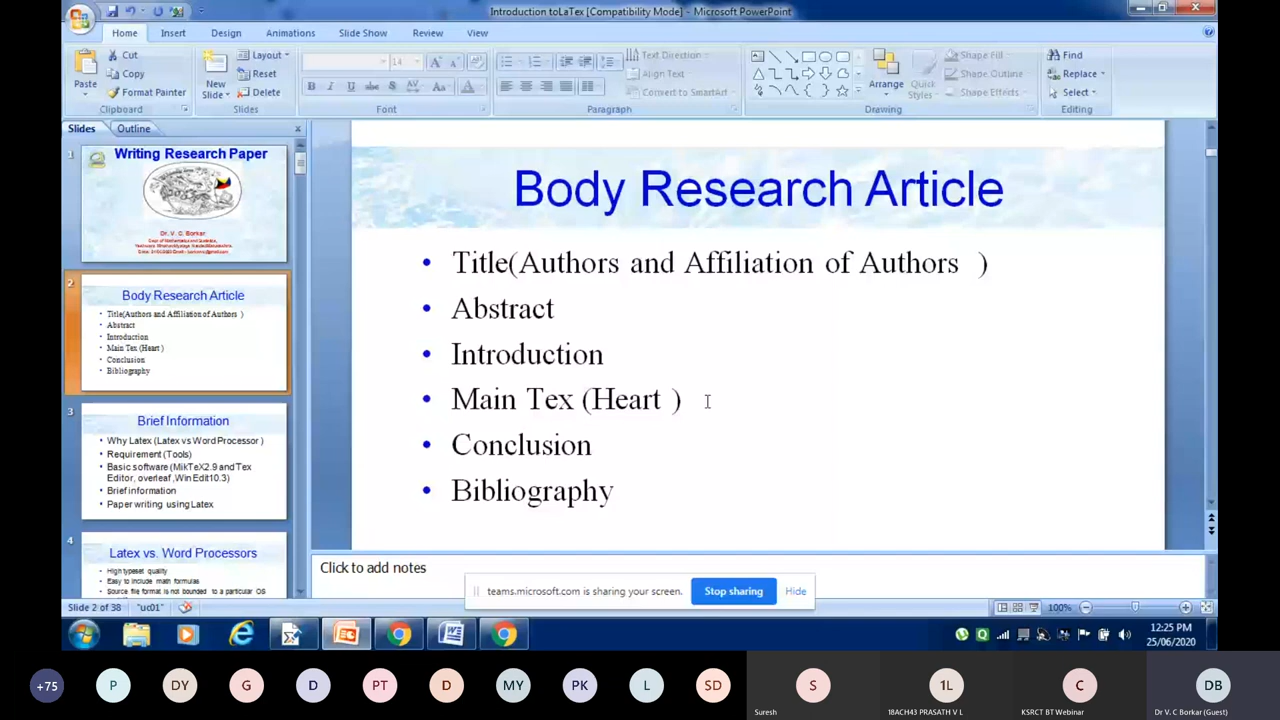 Introduction toLaTex [Compatibility Mode] - Microsoft PowerPoint
Home Insert Design Animations Slide Show Review View
Paste
Cut
Copy
Format Painter
Clipboard
New Slide
Layout
Reset
Delete
Slides
14
Font
Text Direction
Align Text
Convert to SmartArt
Paragraph
Arrange
Quick Styles
Shape Fill
Shape Outline
Shape Effects
Drawing
Find
Replace
Select
Editing
Slides Outline
1
Writing Research Paper
Dr. V. C. Borkar
2
Body Research Article
• Title(Authors and Affiliation of Authors )
• Abstract
• Introduction
• Main Tex (Heart )
• Conclusion
• Bibliography
3
Brief Information
• Why Latex (Latex vs Word Processor )
• Requirement (Tools)
• Basic software (MikTeX2.9 and Tex
Editor, overleaf ,Win Edit10.3)
• Brief information
• Paper writing using Latex
4
Latex vs. Word Processors
• High typeset quality
• Easy to include math formulas
• Source file format is not bounded to a particular OS
Body Research Article
• Title(Authors and Affiliation of Authors )
• Abstract
• Introduction
• Main Tex (Heart )
• Conclusion
• Bibliography
Click to add notes
teams.microsoft.com is sharing your screen. Stop sharing Hide
Slide 2 of 38 "uc01" 100%
12:25 PM
25/06/2020
+75 P DY G D PT D MY PK L SD S 1L C DB
Suresh 18ACH43 PRASATH V L KSRCT BT Webinar Dr V. C Borkar (Guest)